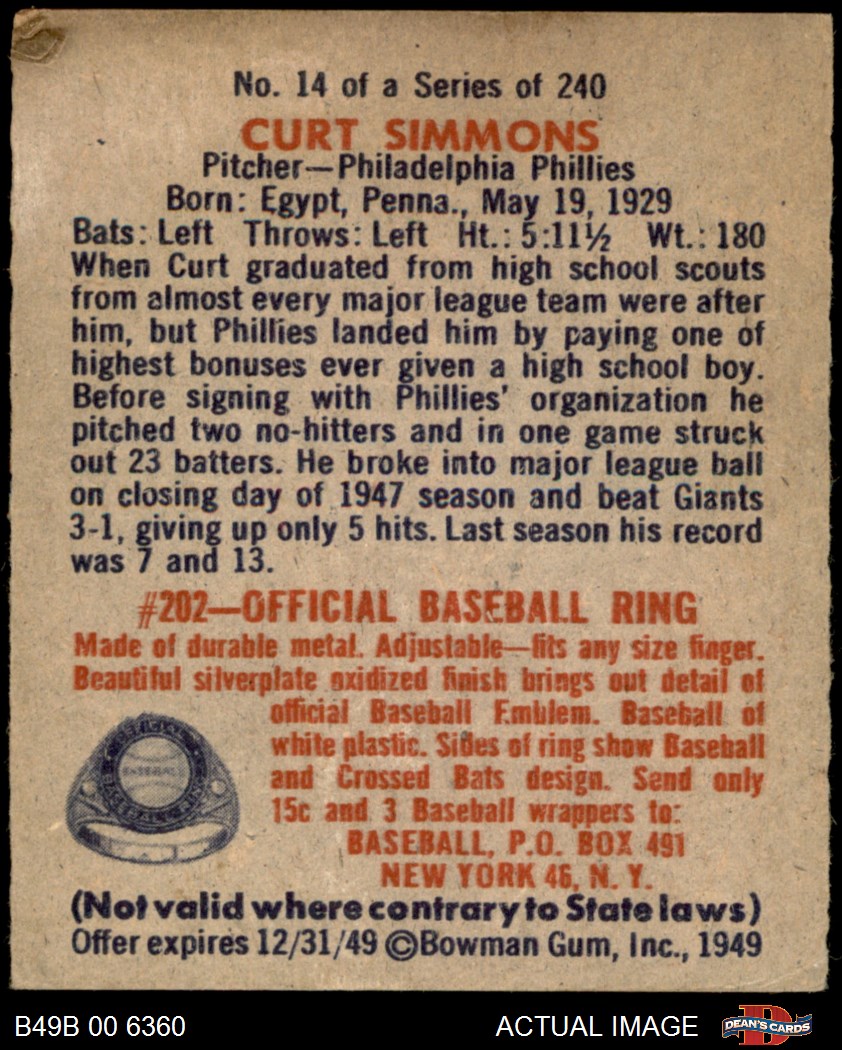 No. 14 of a Series of 240
CURT SIMMONS
Pitcher—Philadelphia Phillies
Born: Egypt, Penna., May 19, 1929
Bats: Left Throws: Left Ht.: 5:11½ Wt.: 180
When Curt graduated from high school scouts
from almost every major league team were after
him, but Phillies landed him by paying one of
highest bonuses ever given a high school boy.
Before signing with Phillies' organization he
pitched two no-hitters and in one game struck
out 23 batters. He broke into major league ball
on closing day of 1947 season and beat Giants
3-1, giving up only 5 hits. Last season his record
was 7 and 13.
#202—OFFICIAL BASEBALL RING
Made of durable metal. Adjustable—fits any size finger.
Beautiful silverplate oxidized finish brings out detail of
official Baseball Emblem. Baseball of
white plastic. Sides of ring show Baseball
and Crossed Bats design. Send only
15c and 3 Baseball wrappers to:
BASEBALL, P.O. BOX 491
NEW YORK 46, N. Y.
OFFICIAL
BASEBALL
(Not valid where contrary to State laws)
Offer expires 12/31/49 ©Bowman Gum, Inc., 1949
B49B 00 6360 ACTUAL IMAGE DEAN'S CARDS